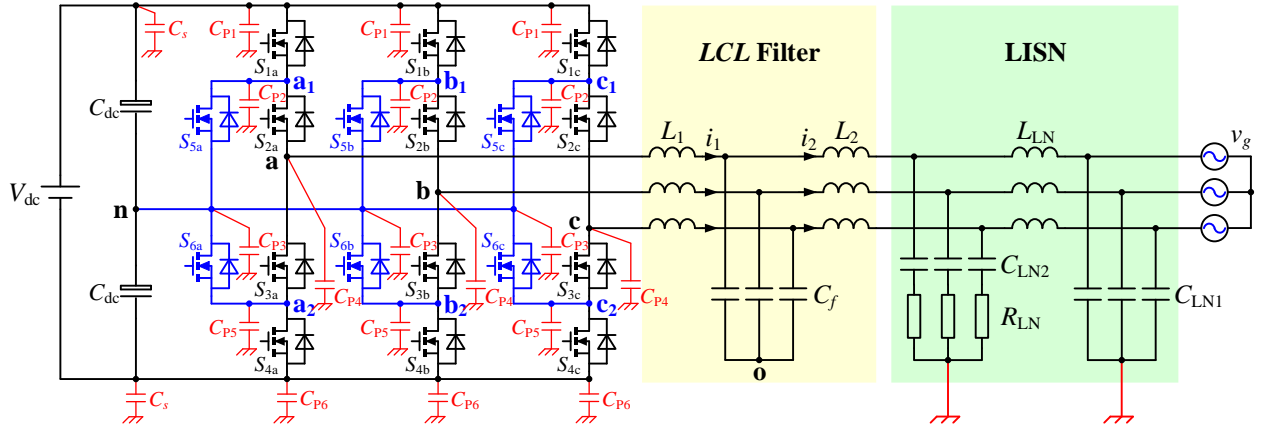 C_s C_P1 C_P1 C_P1
S_1a S_1b S_1c
LCL Filter LISN
a_1 b_1 c_1
C_dc C_P2 C_P2 C_P2
S_5a S_2a S_5b S_2b S_5c S_2c
L_1 i_1 i_2 L_2 L_LN v_g
a
V_dc b
n
c
S_6a C_P3 S_6b C_P3 S_6c C_P3
C_dc S_3a C_P4 S_3b C_P4 S_3c C_P4
C_LN2
C_f C_LN1
a_2 b_2 c_2
R_LN
C_P5 C_P5 C_P5
S_4a S_4b S_4c
o
C_s C_P6 C_P6 C_P6